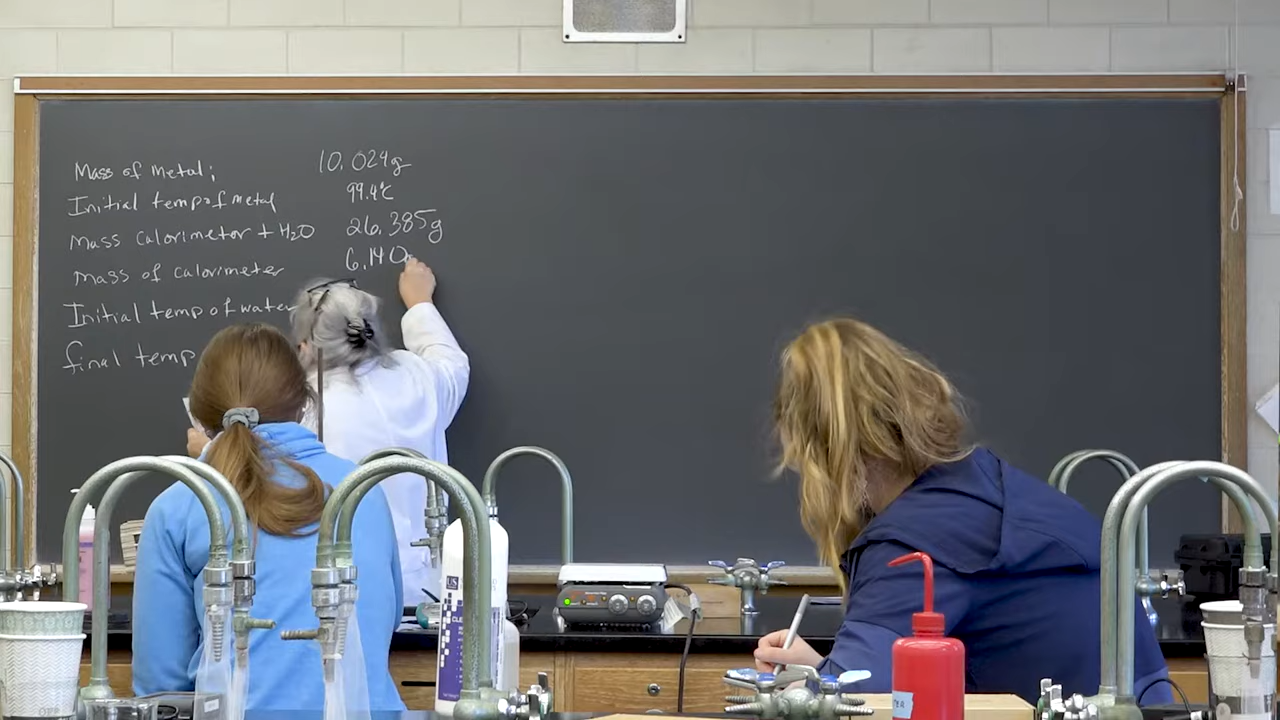 Mass of Metal; 10.024g
Initial temp of metal 99.4°C
Mass Calorimetor + H2O 26.385g
Mass of calorimeter 6.140
Initial temp of water
final temp